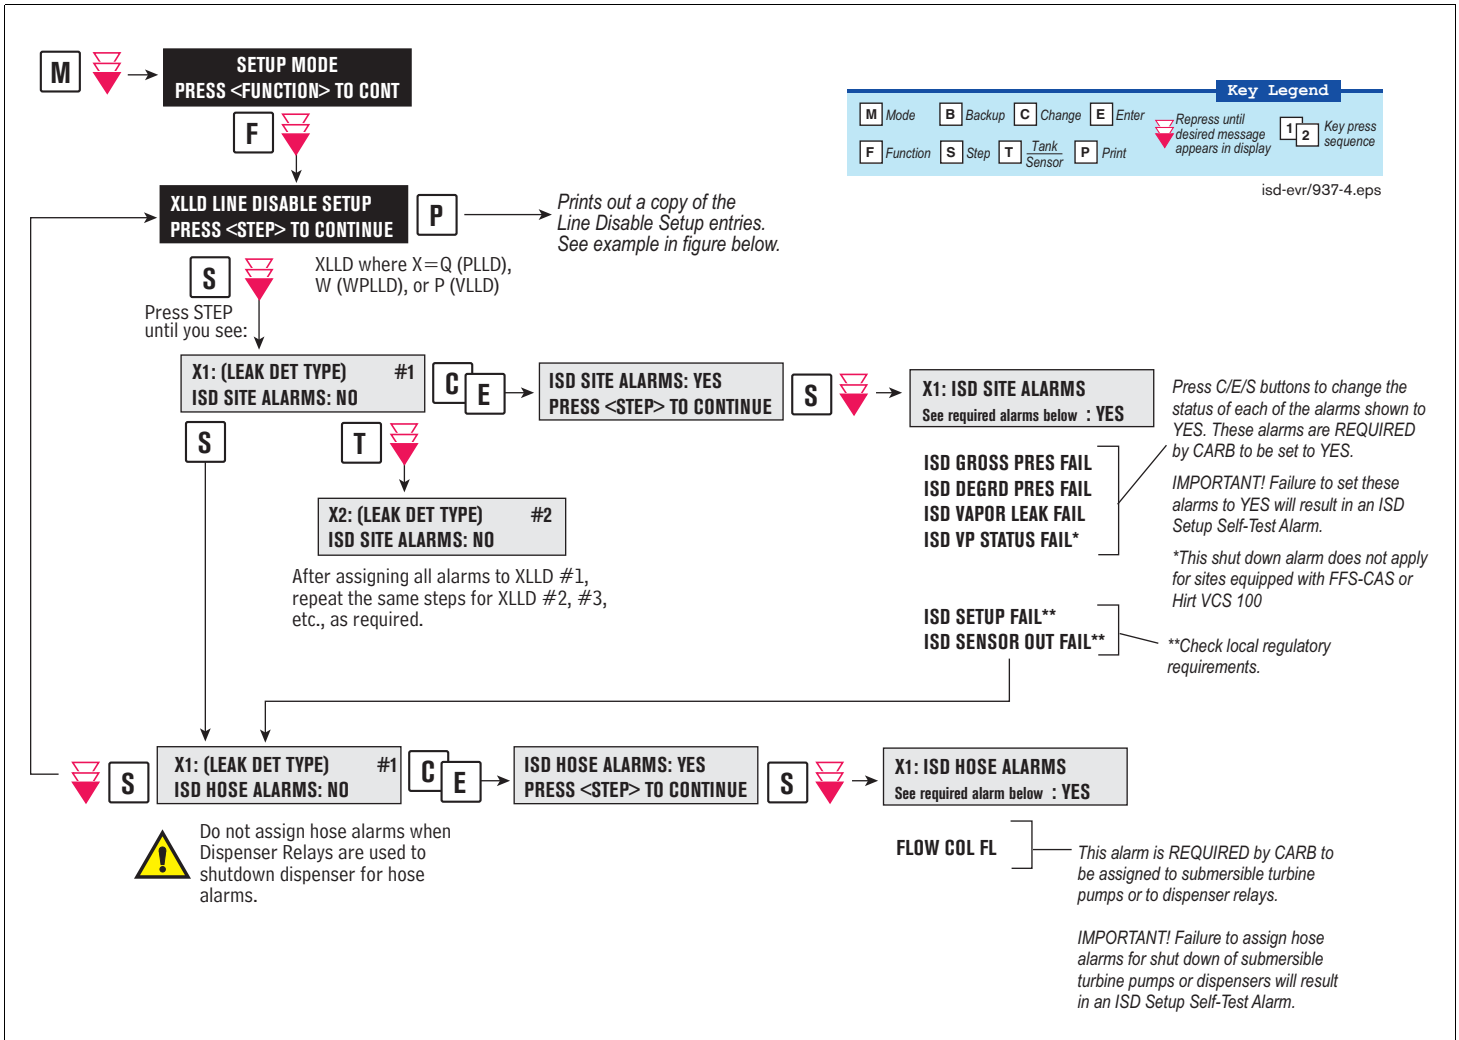 M
SETUP MODE
PRESS <FUNCTION> TO CONT
Key Legend
M Mode B Backup C Change E Enter
F Function S Step T Tank Sensor P Print
Repress until
desired message
appears in display
1 2 Key press
sequence
isd-evr/937-4.eps
F
XLLD LINE DISABLE SETUP
PRESS <STEP> TO CONTINUE
P
Prints out a copy of the
Line Disable Setup entries.
See example in figure below.
S
XLLD where X=Q (PLLD),
W (WPLLD), or P (VLLD)
Press STEP
until you see:
X1: (LEAK DET TYPE) #1
ISD SITE ALARMS: NO
C
E
ISD SITE ALARMS: YES
PRESS <STEP> TO CONTINUE
S
X1: ISD SITE ALARMS
See required alarms below : YES
Press C/E/S buttons to change the
status of each of the alarms shown to
YES. These alarms are REQUIRED
by CARB to be set to YES.
IMPORTANT! Failure to set these
alarms to YES will result in an ISD
Setup Self-Test Alarm.
*This shut down alarm does not apply
for sites equipped with FFS-CAS or
Hirt VCS 100
ISD GROSS PRES FAIL
ISD DEGRD PRES FAIL
ISD VAPOR LEAK FAIL
ISD VP STATUS FAIL*
S
T
X2: (LEAK DET TYPE) #2
ISD SITE ALARMS: NO
After assigning all alarms to XLLD #1,
repeat the same steps for XLLD #2, #3,
etc., as required.
ISD SETUP FAIL**
ISD SENSOR OUT FAIL**
**Check local regulatory
requirements.
S
X1: (LEAK DET TYPE) #1
ISD HOSE ALARMS: NO
C
E
ISD HOSE ALARMS: YES
PRESS <STEP> TO CONTINUE
S
X1: ISD HOSE ALARMS
See required alarm below : YES
Do not assign hose alarms when
Dispenser Relays are used to
shutdown dispenser for hose
alarms.
FLOW COL FL
This alarm is REQUIRED by CARB to
be assigned to submersible turbine
pumps or to dispenser relays.
IMPORTANT! Failure to assign hose
alarms for shut down of submersible
turbine pumps or dispensers will result
in an ISD Setup Self-Test Alarm.